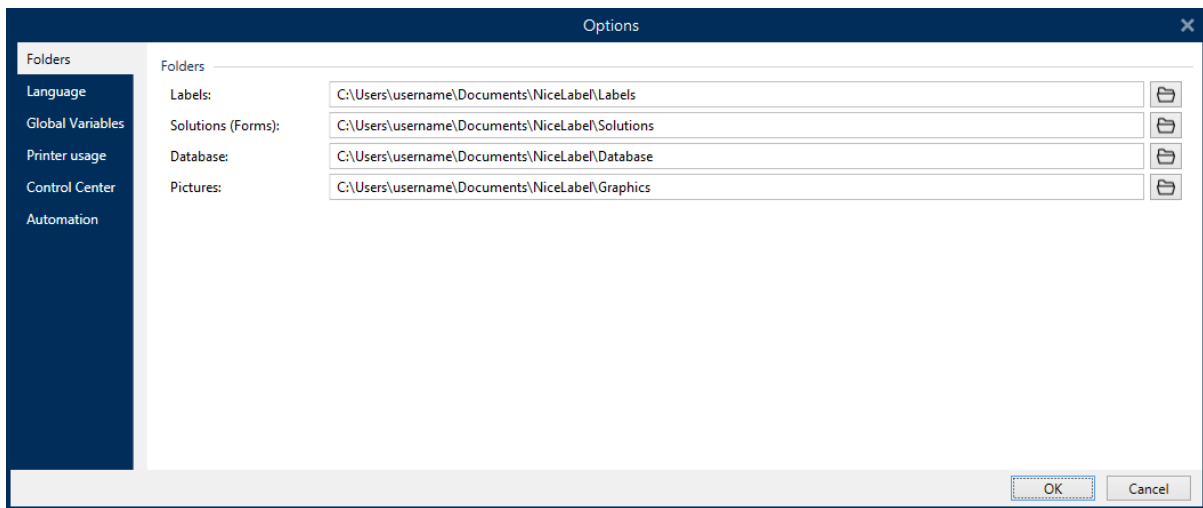 Options
Folders
Language
Global Variables
Printer usage
Control Center
Automation
Folders
Labels: C:\Users\username\Documents\NiceLabel\Labels
Solutions (Forms): C:\Users\username\Documents\NiceLabel\Solutions
Database: C:\Users\username\Documents\NiceLabel\Database
Pictures: C:\Users\username\Documents\NiceLabel\Graphics
OK Cancel